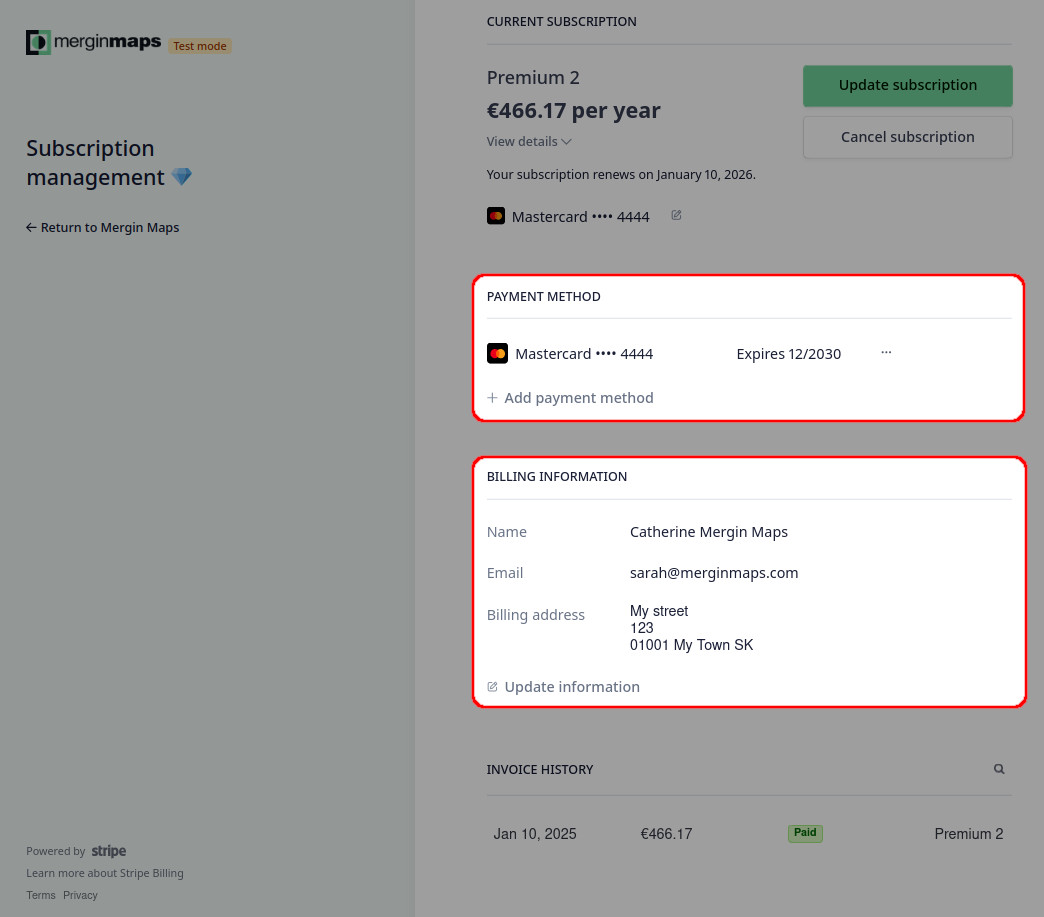 merginmaps Test mode
Subscription
management
← Return to Mergin Maps
Powered by stripe
Learn more about Stripe Billing
Terms Privacy
CURRENT SUBSCRIPTION
Premium 2
€466.17 per year
View details
Your subscription renews on January 10, 2026.
Mastercard •••• 4444
Update subscription
Cancel subscription
PAYMENT METHOD
Mastercard •••• 4444 Expires 12/2030 ···
+ Add payment method
BILLING INFORMATION
Name Catherine Mergin Maps
Email sarah@merginmaps.com
Billing address My street
123
01001 My Town SK
Update information
INVOICE HISTORY
Jan 10, 2025 €466.17 Paid Premium 2